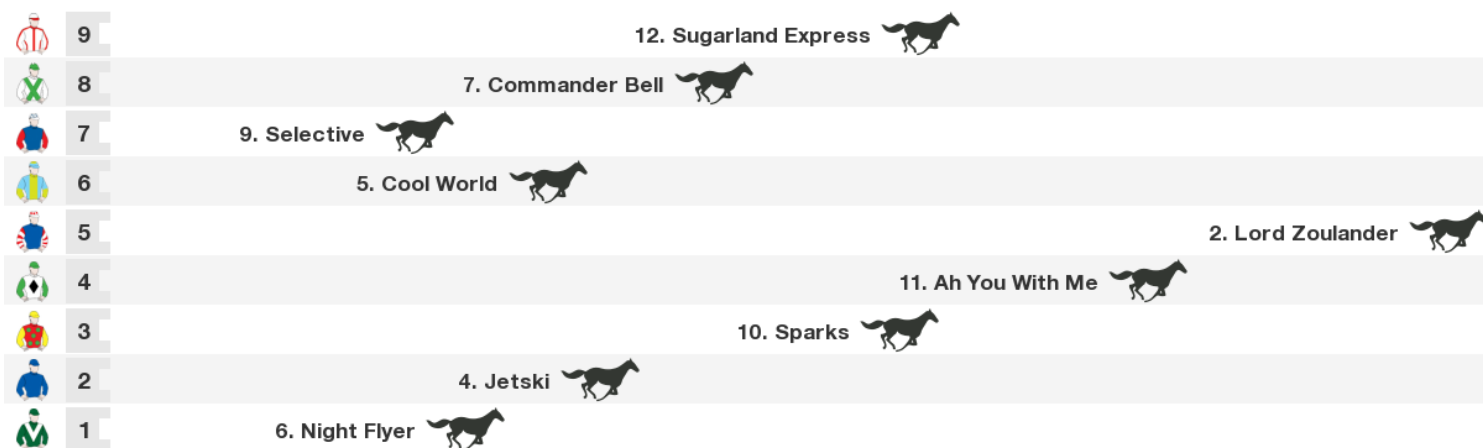 9 12. Sugarland Express
8 7. Commander Bell
7 9. Selective
6 5. Cool World
5 2. Lord Zoulander
4 11. Ah You With Me
3 10. Sparks
2 4. Jetski
1 6. Night Flyer